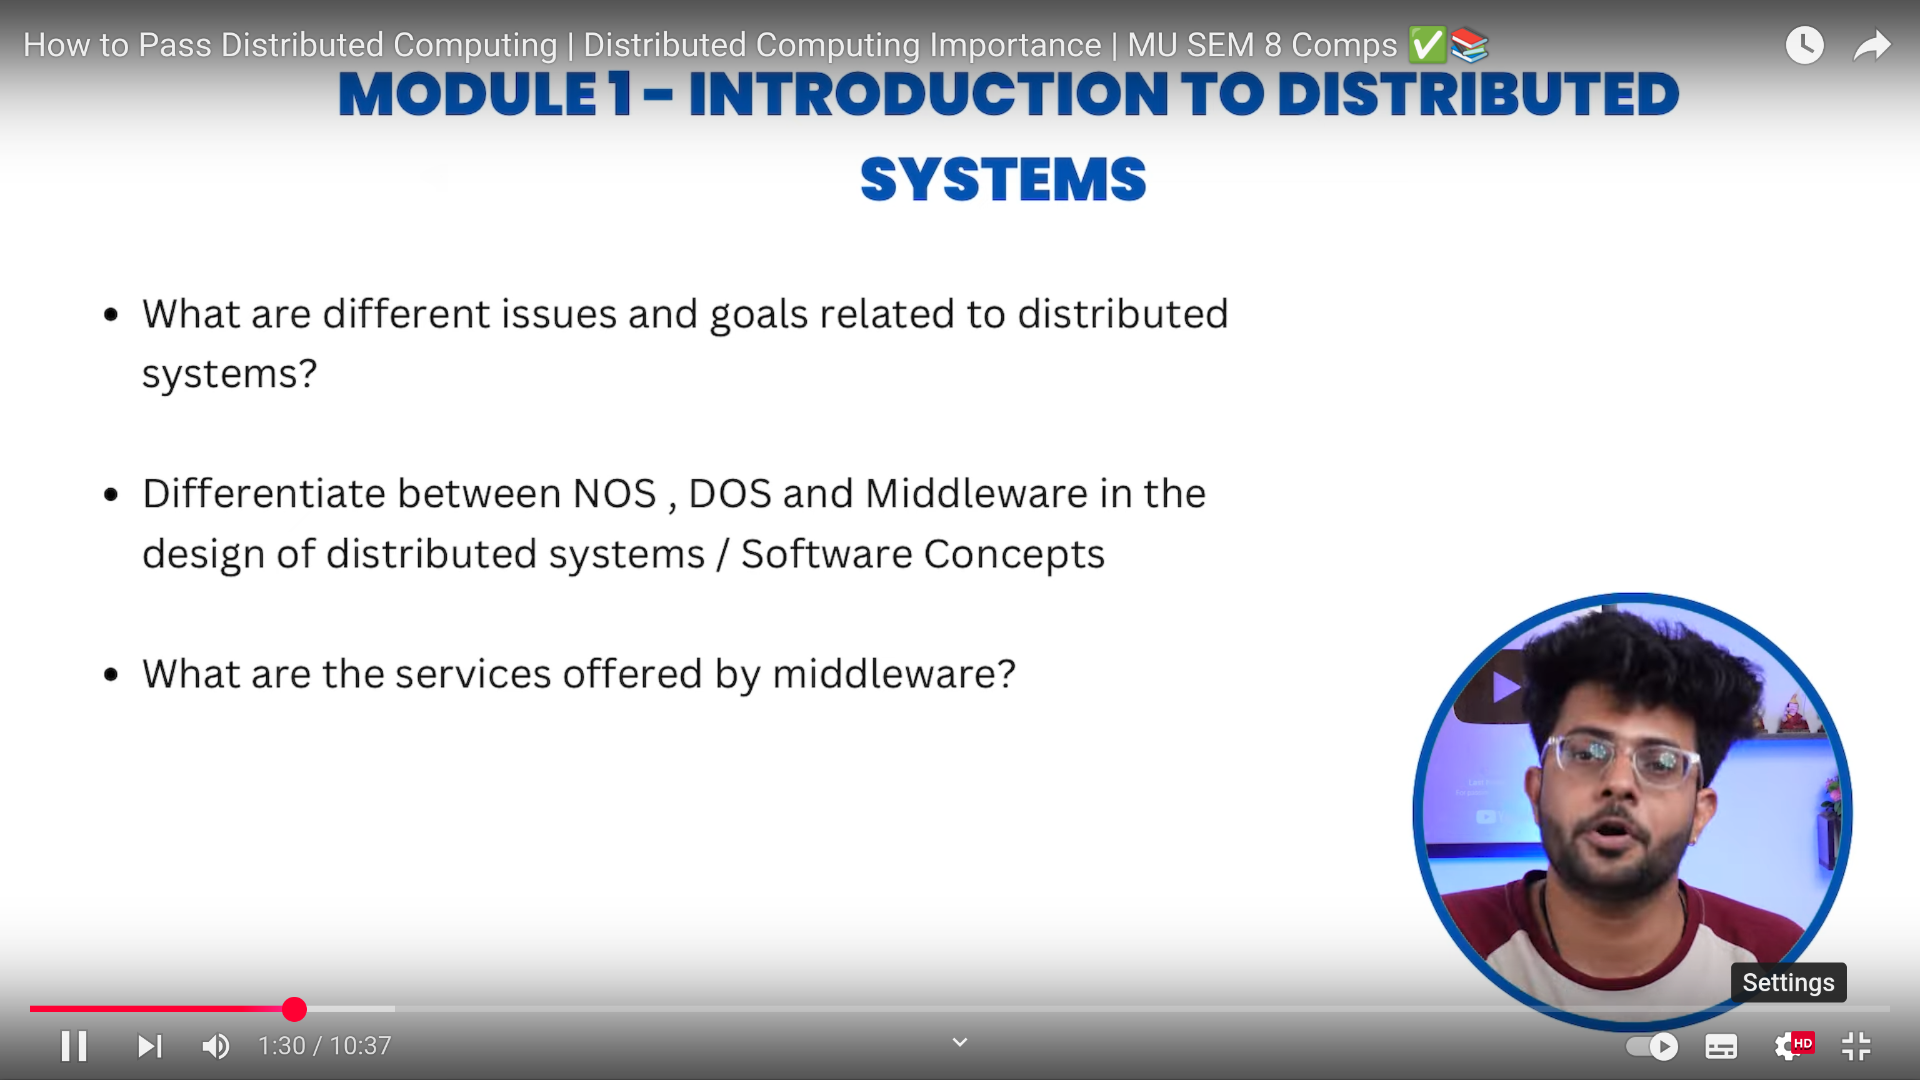 How to Pass Distributed Computing | Distributed Computing Importance | MU SEM 8 Comps ✅📚
MODULE 1 - INTRODUCTION TO DISTRIBUTED
SYSTEMS
• What are different issues and goals related to distributed
systems?
• Differentiate between NOS , DOS and Middleware in the
design of distributed systems / Software Concepts
• What are the services offered by middleware?
Settings
1:30 / 10:37
HD